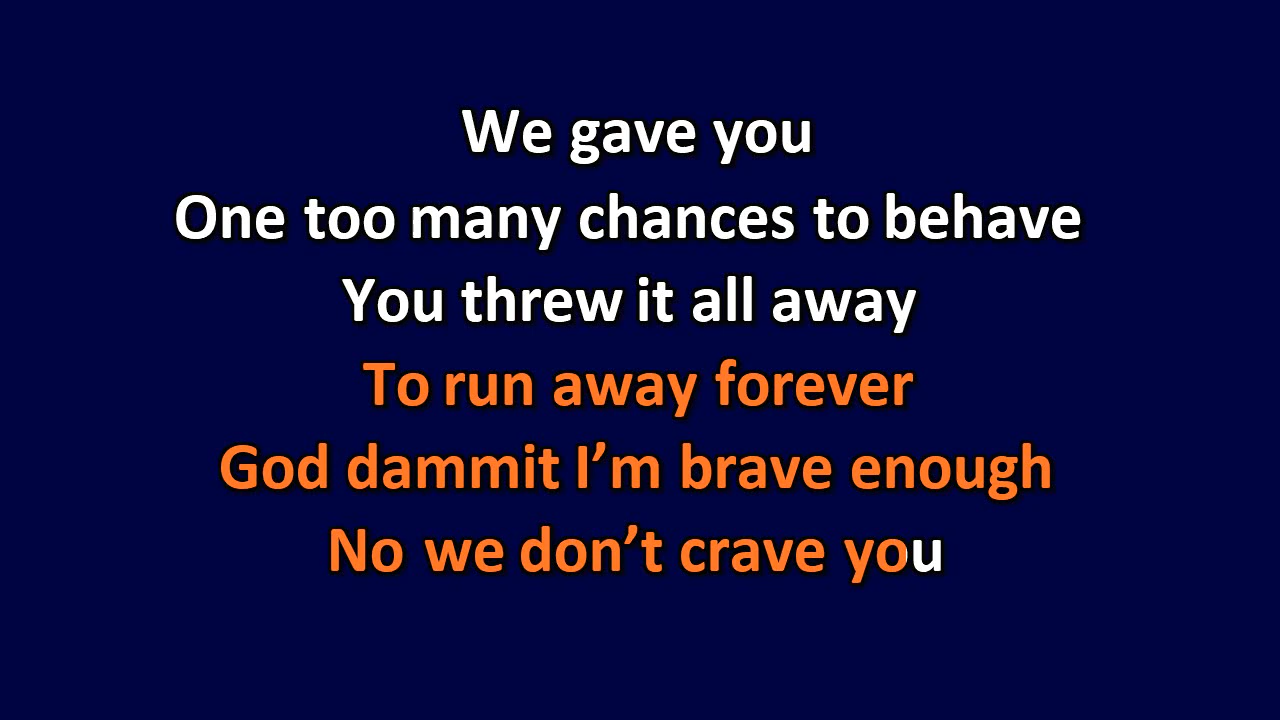 We gave you
One too many chances to behave
You threw it all away
To run away forever
God dammit I’m brave enough
No we don’t crave you